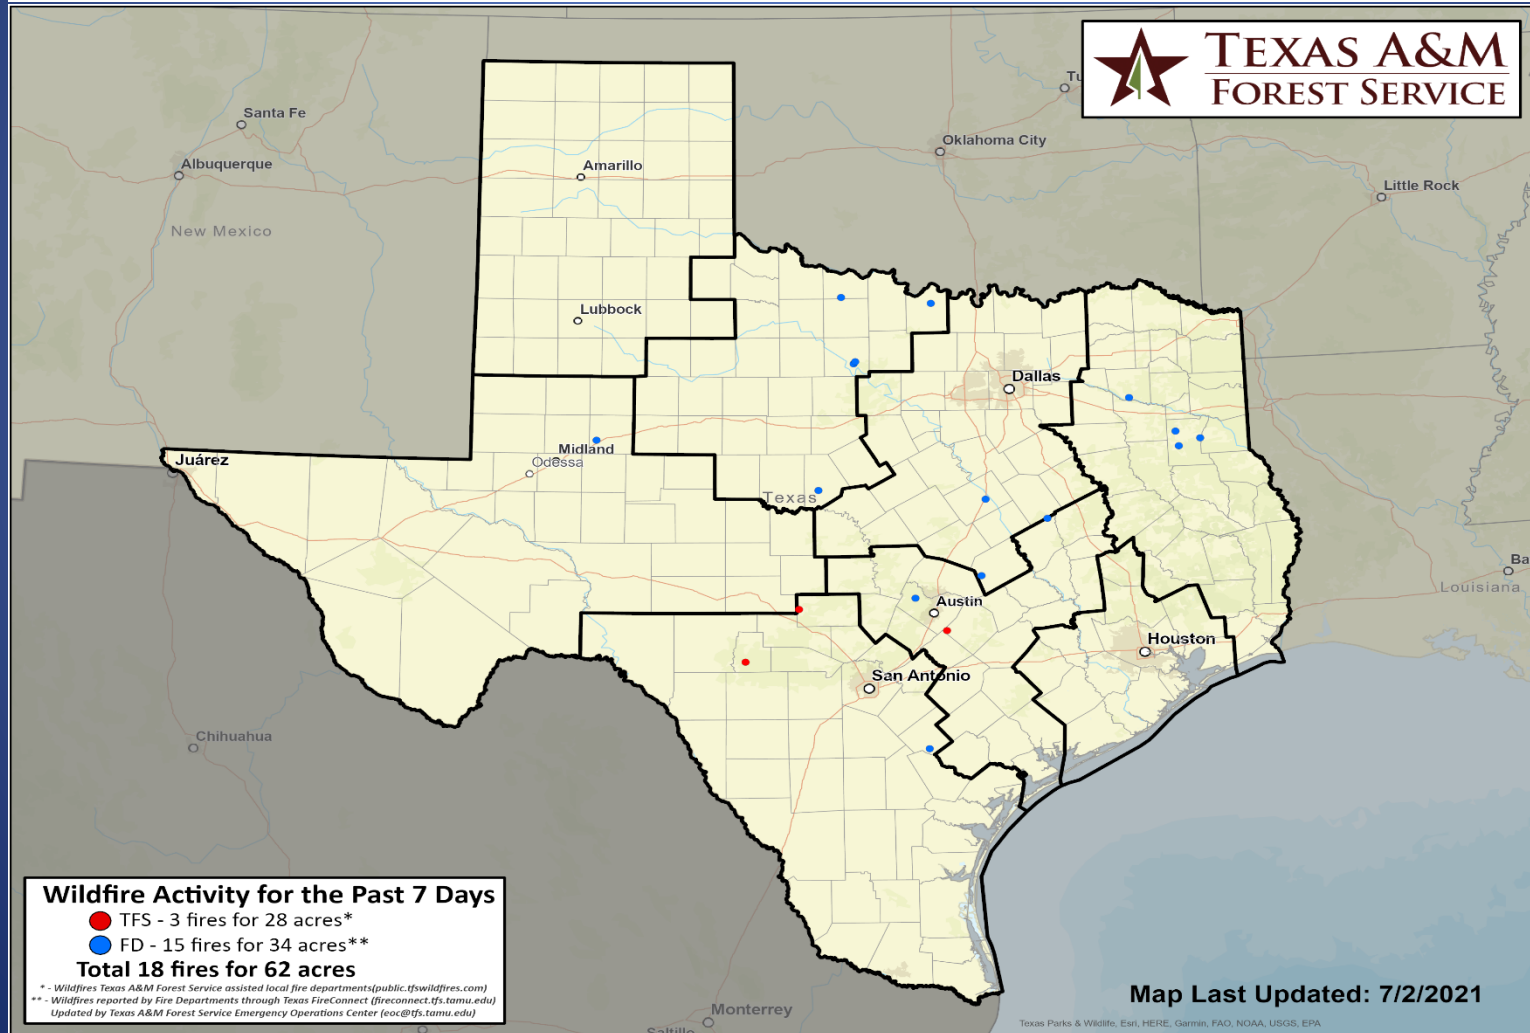 TEXAS A&M
FOREST SERVICE
Santa Fe
Albuquerque
New Mexico
Amarillo
Lubbock
Oklahoma City
Little Rock
Tu
Dallas
Midland
Odessa
Juárez
Texas
Austin
Houston
San Antonio
Louisiana
Ba
Chihuahua
Monterrey
Saltillo
Wildfire Activity for the Past 7 Days
TFS - 3 fires for 28 acres*
FD - 15 fires for 34 acres**
Total 18 fires for 62 acres
* - Wildfires Texas A&M Forest Service assisted local fire departments(public.tfswildfires.com)
** - Wildfires reported by Fire Departments through Texas FireConnect (fireconnect.tfs.tamu.edu)
Updated by Texas A&M Forest Service Emergency Operations Center (eoc@tfs.tamu.edu)
Map Last Updated: 7/2/2021
Texas Parks & Wildlife, Esri, HERE, Garmin, FAO, NOAA, USGS, EPA